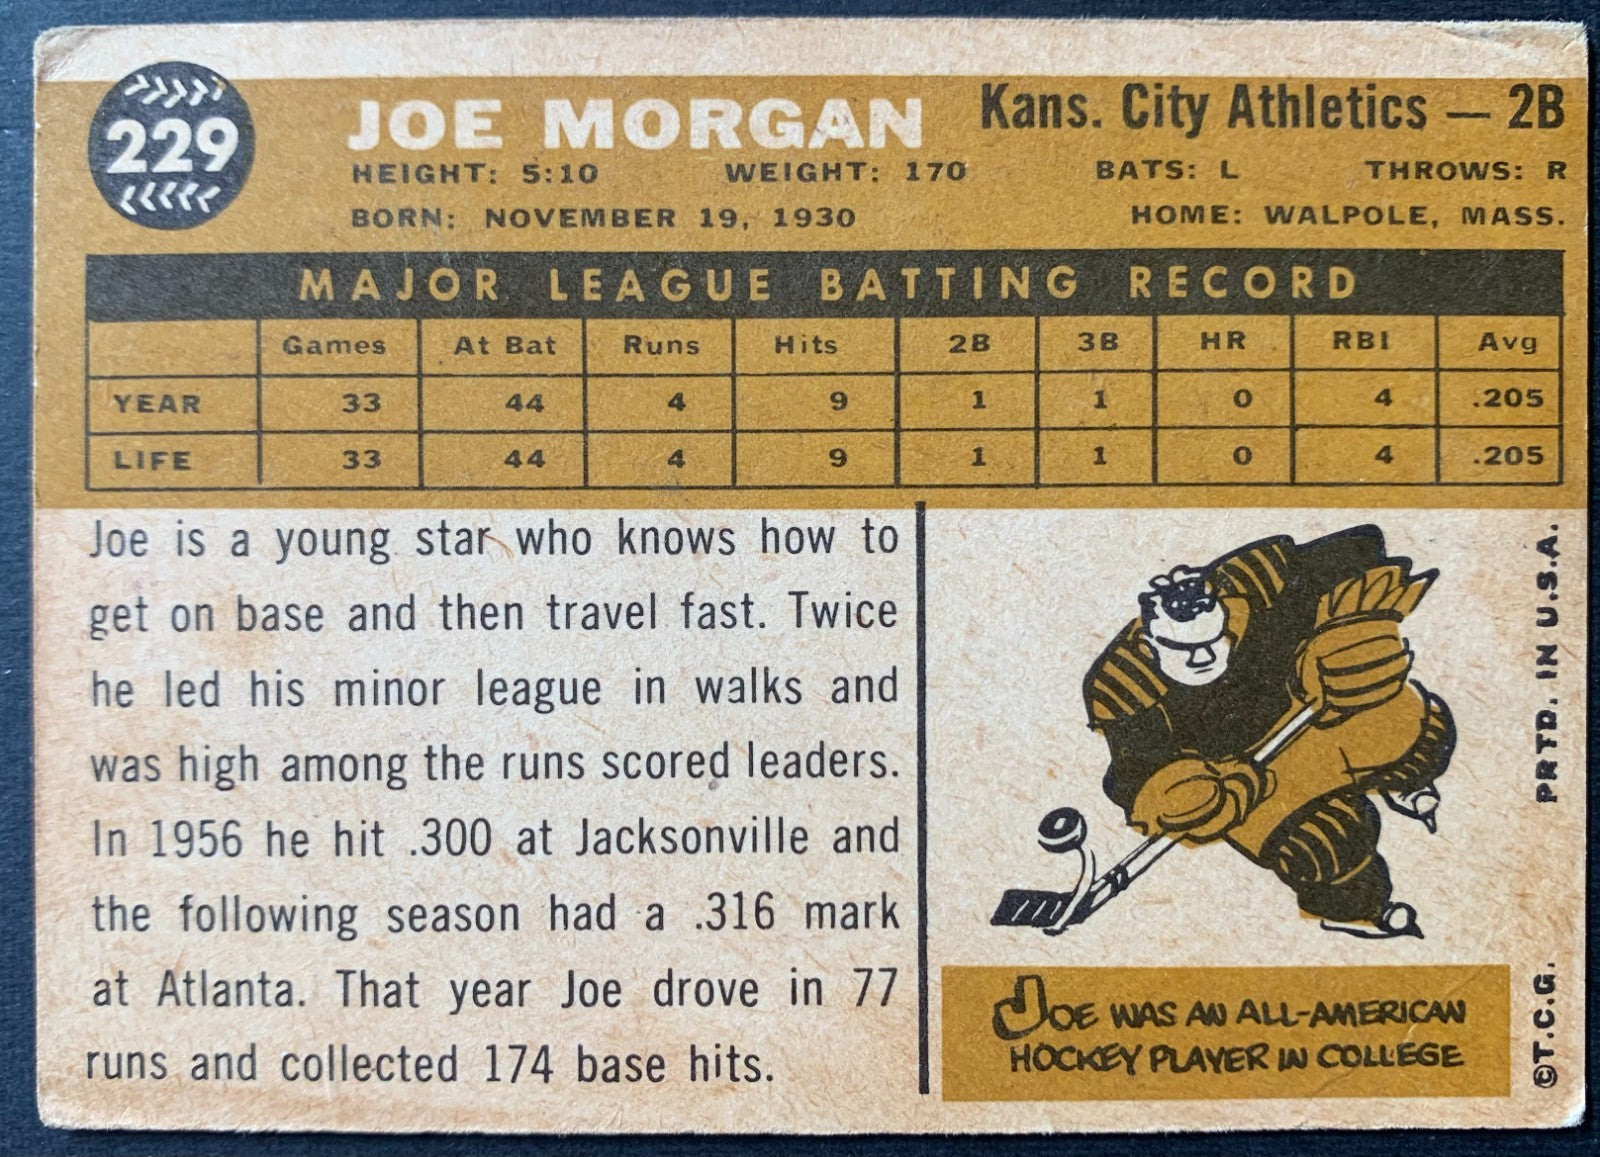 229
JOE MORGAN
Kans. City Athletics — 2B
HEIGHT: 5:10 WEIGHT: 170 BATS: L THROWS: R
BORN: NOVEMBER 19, 1930 HOME: WALPOLE, MASS.
MAJOR LEAGUE BATTING RECORD
Games At Bat Runs Hits 2B 3B HR RBI Avg
YEAR 33 44 4 9 1 1 0 4 .205
LIFE 33 44 4 9 1 1 0 4 .205
Joe is a young star who knows how to
get on base and then travel fast. Twice
he led his minor league in walks and
was high among the runs scored leaders.
In 1956 he hit .300 at Jacksonville and
the following season had a .316 mark
at Atlanta. That year Joe drove in 77
runs and collected 174 base hits.
JOE WAS AN ALL-AMERICAN
HOCKEY PLAYER IN COLLEGE
©T.C.G. PRTD. IN U.S.A.